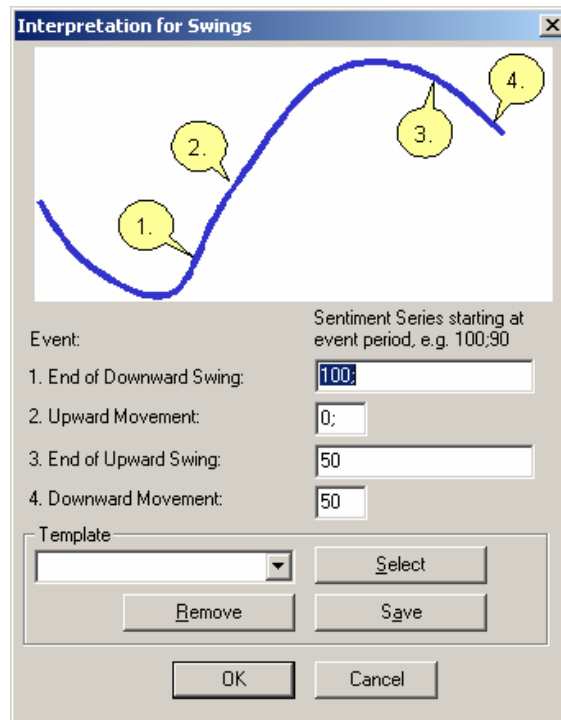 Interpretation for Swings
4.
3.
2.
1.
Event:
Sentiment Series starting at
event period, e.g. 100;90
1. End of Downward Swing:
100;
2. Upward Movement:
0;
3. End of Upward Swing:
50
4. Downward Movement:
50
Template
Select
Remove
Save
OK
Cancel